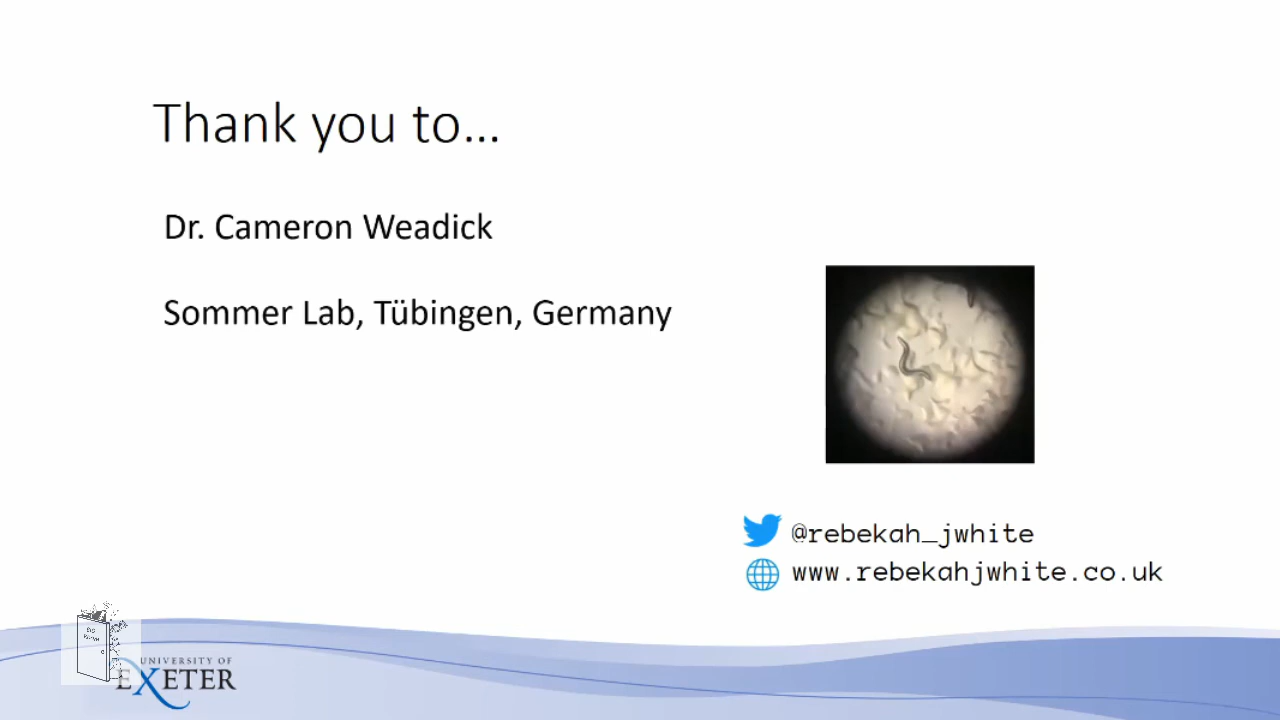 Thank you to...
Dr. Cameron Weadick
Sommer Lab, Tübingen, Germany
@rebekah_jwhite
www.rebekahjwhite.co.uk
UNIVERSITY OF
EXETER